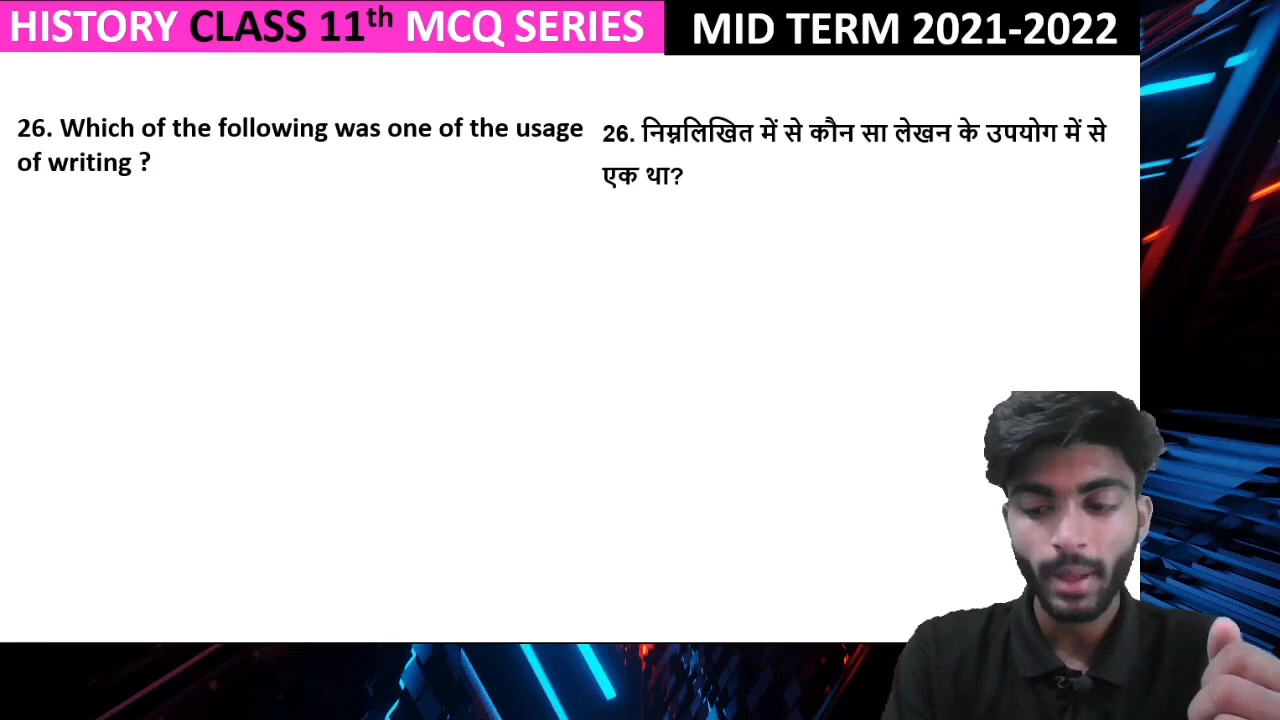 HISTORY CLASS 11th MCQ SERIES
MID TERM 2021-2022
26. Which of the following was one of the usage
of writing ?
26. निम्नलिखित में से कौन सा लेखन के उपयोग में से
एक था?